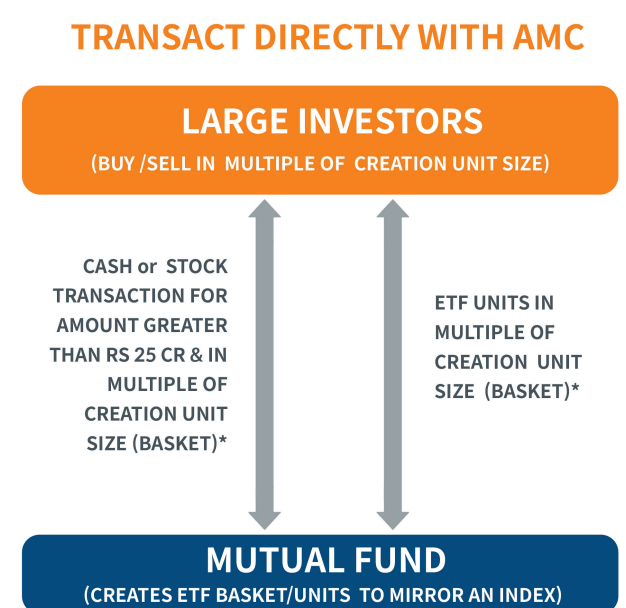 TRANSACT DIRECTLY WITH AMC
LARGE INVESTORS
(BUY /SELL IN MULTIPLE OF CREATION UNIT SIZE)
CASH or STOCK
TRANSACTION FOR
AMOUNT GREATER
THAN RS 25 CR & IN
MULTIPLE OF
CREATION UNIT
SIZE (BASKET)*
ETF UNITS IN
MULTIPLE OF
CREATION UNIT
SIZE (BASKET)*
MUTUAL FUND
(CREATES ETF BASKET/UNITS TO MIRROR AN INDEX)